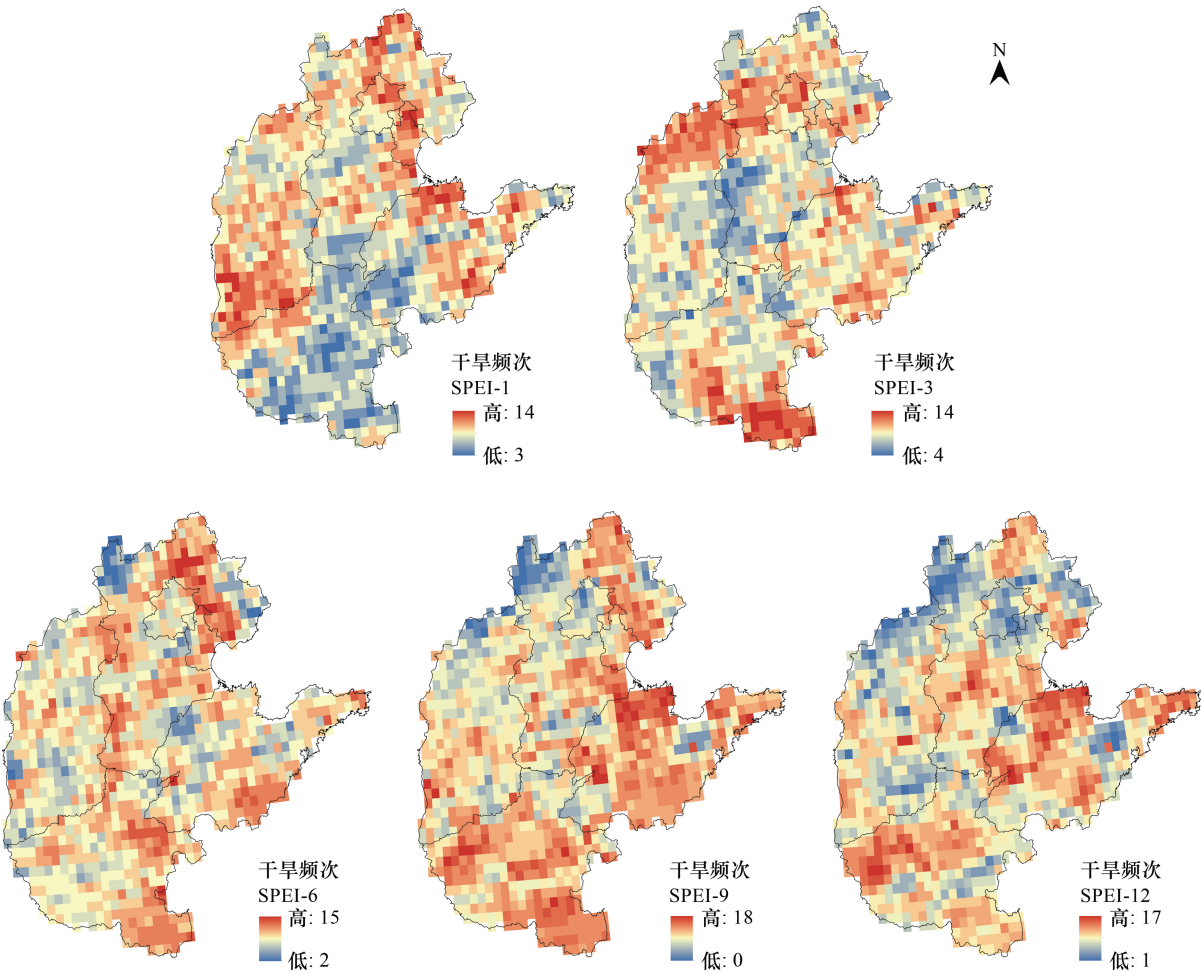 N
干旱频次
SPEI-1
高: 14
低: 3
干旱频次
SPEI-3
高: 14
低: 4
干旱频次
SPEI-6
高: 15
低: 2
干旱频次
SPEI-9
高: 18
低: 0
干旱频次
SPEI-12
高: 17
低: 1